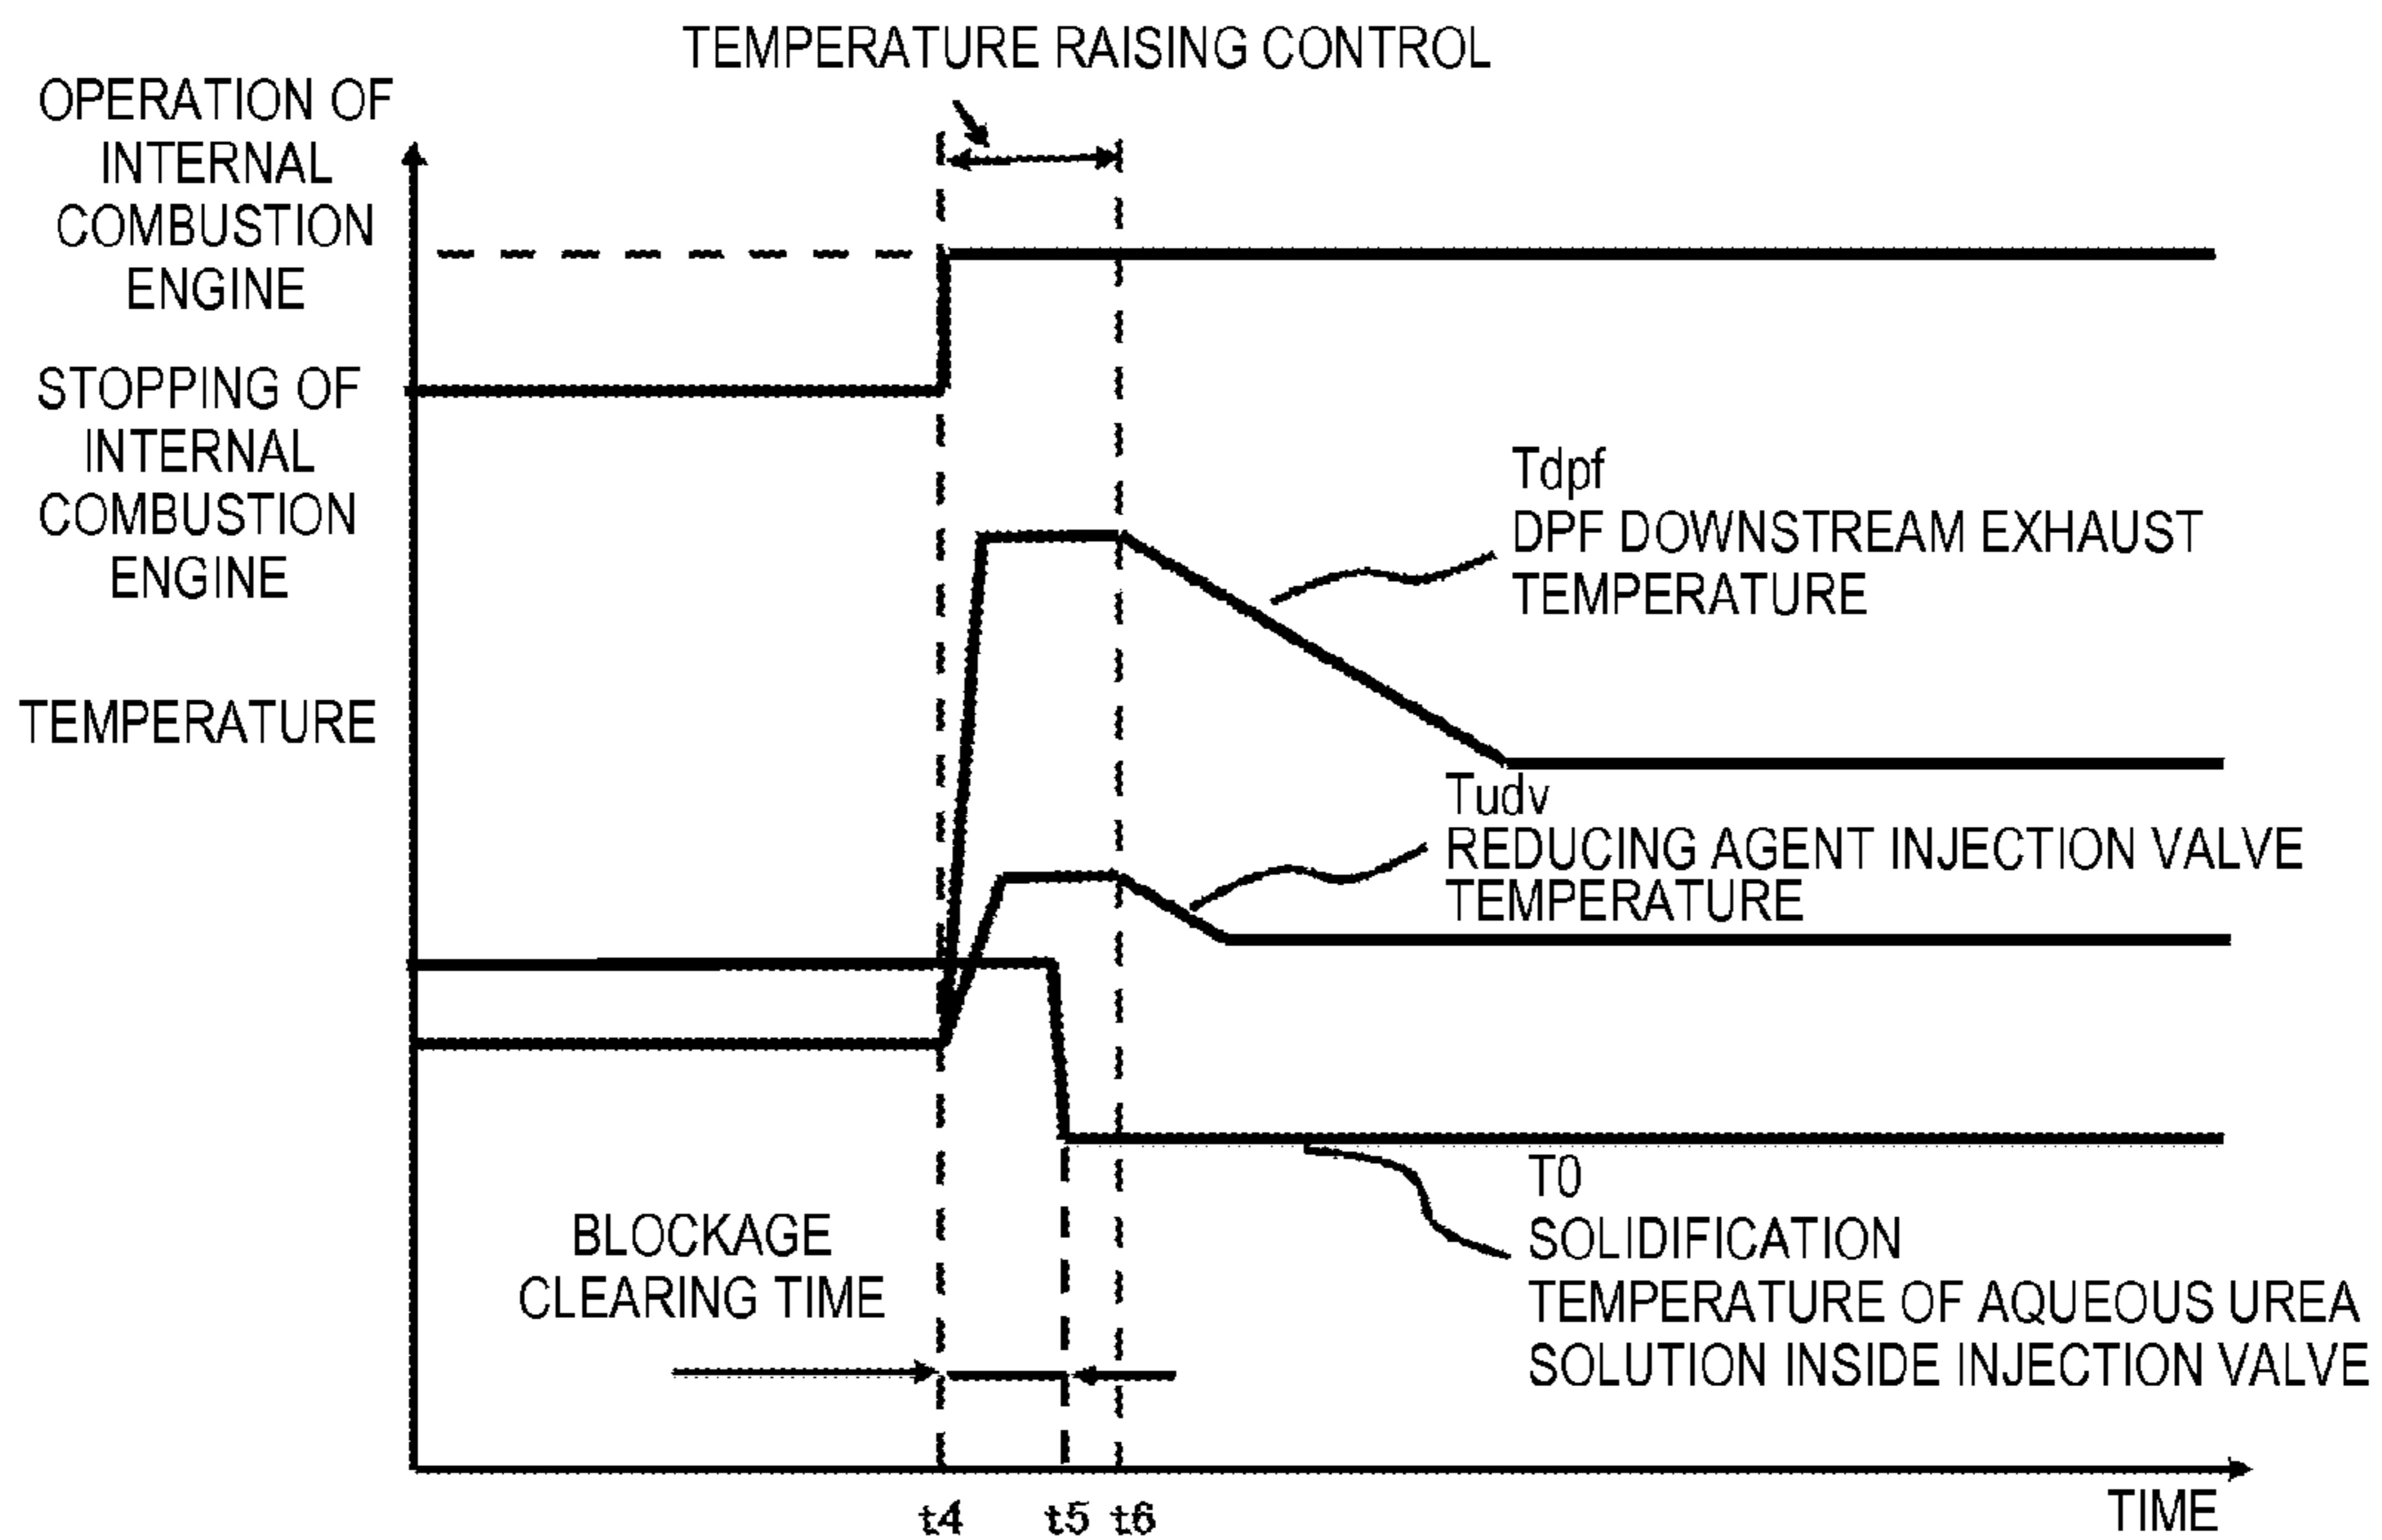 TEMPERATURE RAISING CONTROL
OPERATION OF
INTERNAL
COMBUSTION
ENGINE
STOPPING OF
INTERNAL
COMBUSTION
ENGINE
Tdpf
DPF DOWNSTREAM EXHAUST
TEMPERATURE
TEMPERATURE
Tudv
REDUCING AGENT INJECTION VALVE
TEMPERATURE
T0
SOLIDIFICATION
TEMPERATURE OF AQUEOUS UREA
SOLUTION INSIDE INJECTION VALVE
BLOCKAGE
CLEARING TIME
t4 t5 t6
TIME